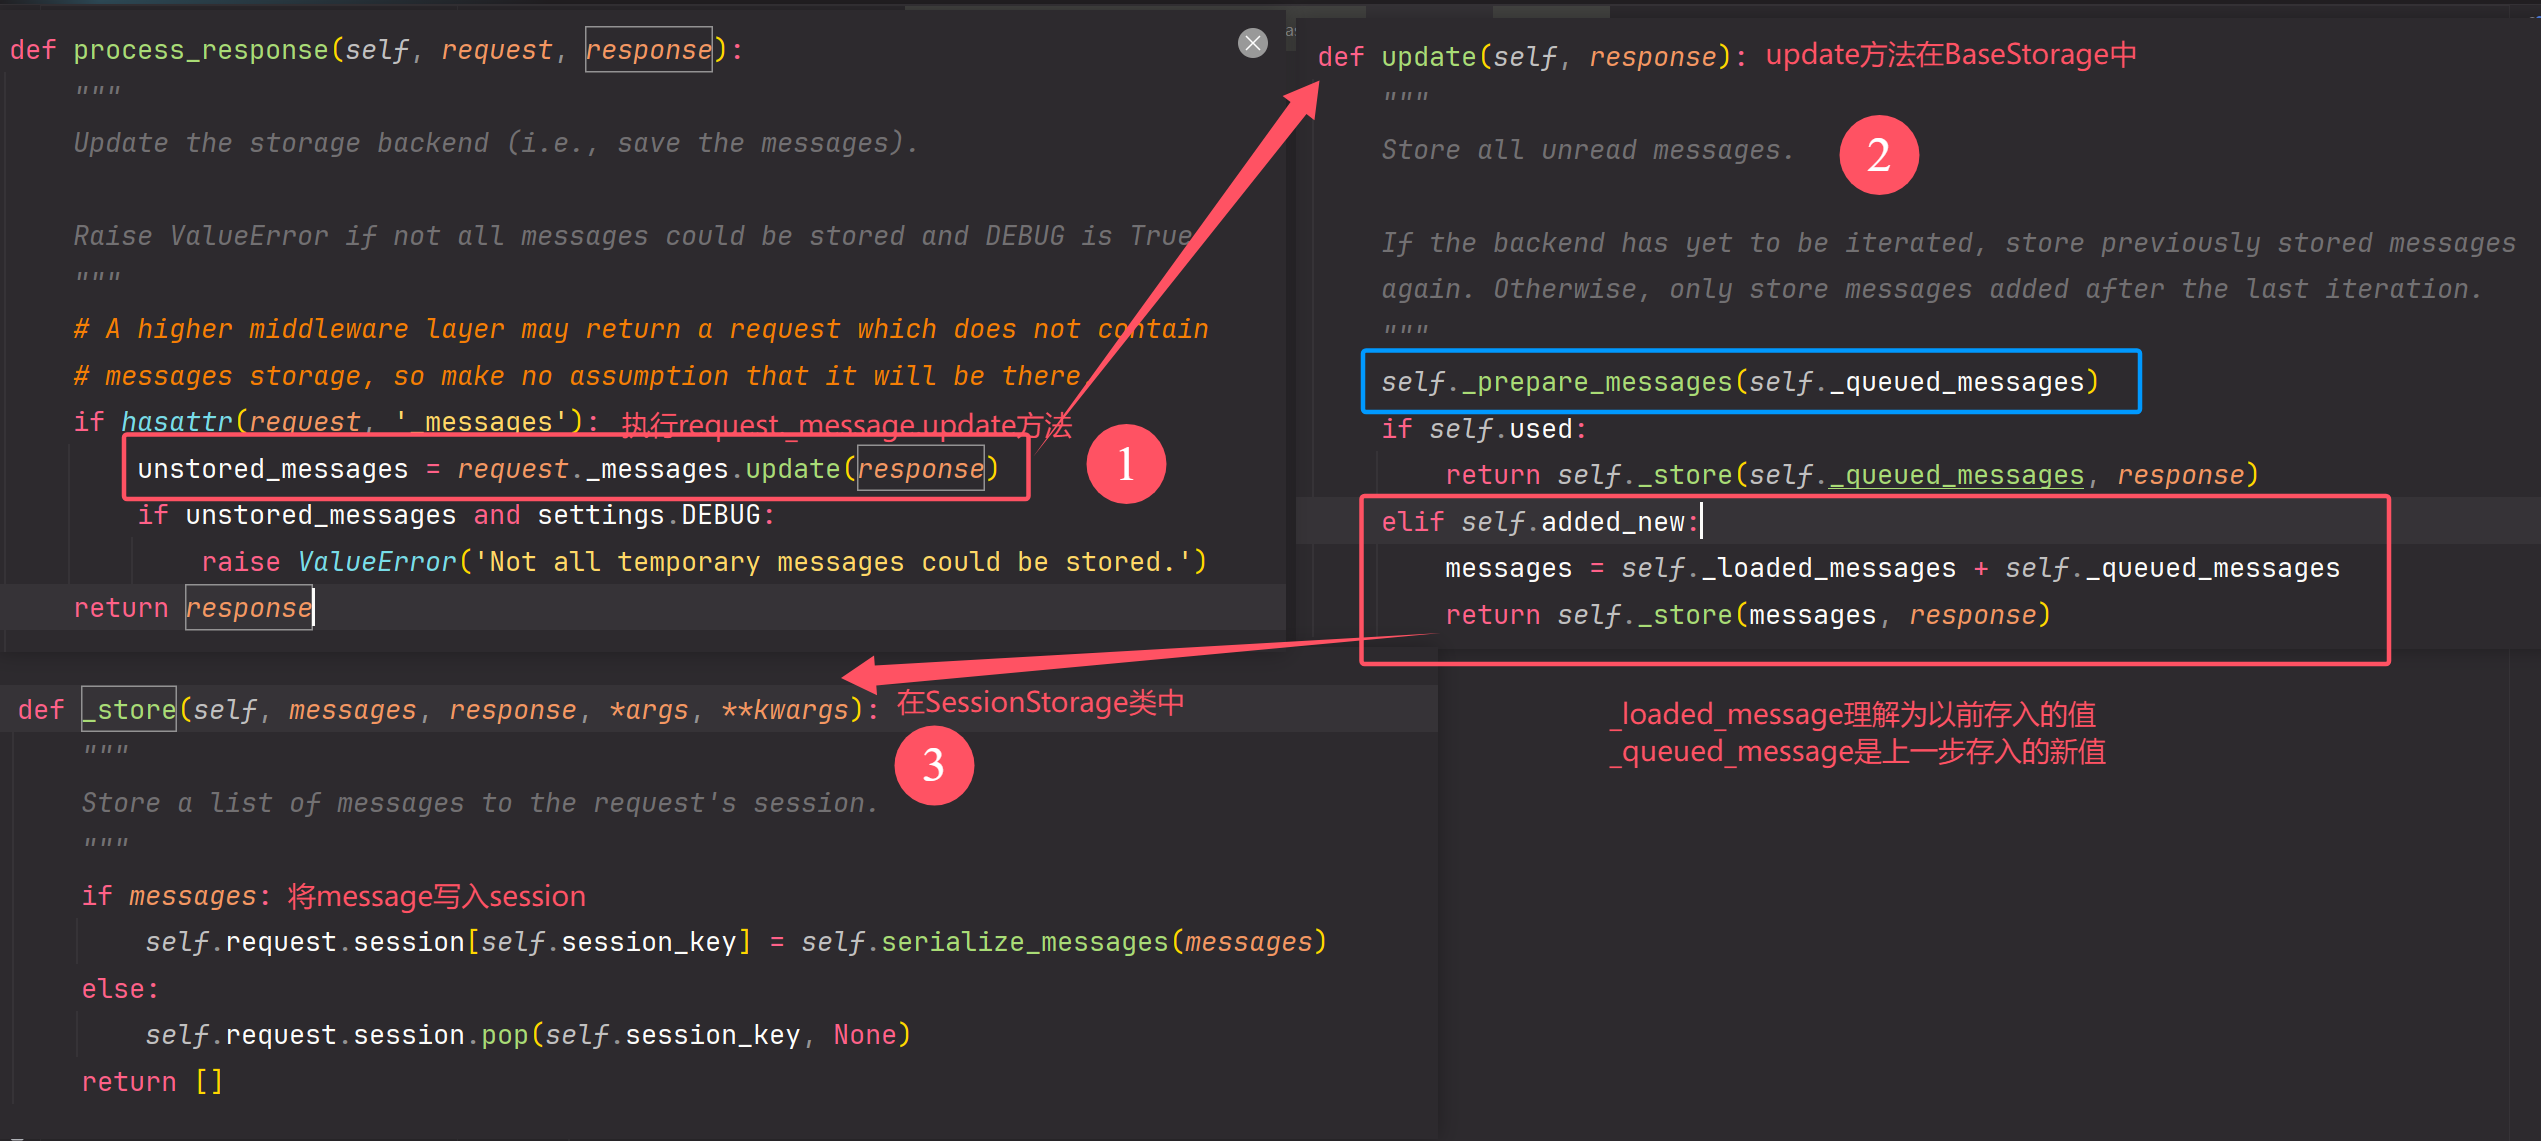 def process_response(self, request, response):
"""
Update the storage backend (i.e., save the messages).
Raise ValueError if not all messages could be stored and DEBUG is True
"""
# A higher middleware layer may return a request which does not contain
# messages storage, so make no assumption that it will be there.
if hasattr(request, '_messages'): 执行request_message.update方法
unstored_messages = request._messages.update(response)
1
if unstored_messages and settings.DEBUG:
raise ValueError('Not all temporary messages could be stored.')
return response
def update(self, response): update方法在BaseStorage中
"""
Store all unread messages.
2
If the backend has yet to be iterated, store previously stored messages
again. Otherwise, only store messages added after the last iteration.
"""
self._prepare_messages(self._queued_messages)
if self.used:
return self._store(self._queued_messages, response)
elif self.added_new:
messages = self._loaded_messages + self._queued_messages
return self._store(messages, response)
_loaded_message理解为以前存入的值
_queued_message是上一步存入的新值
def _store(self, messages, response, *args, **kwargs): 在SessionStorage类中
"""
3
Store a list of messages to the request's session.
"""
if messages: 将message写入session
self.request.session[self.session_key] = self.serialize_messages(messages)
else:
self.request.session.pop(self.session_key, None)
return []